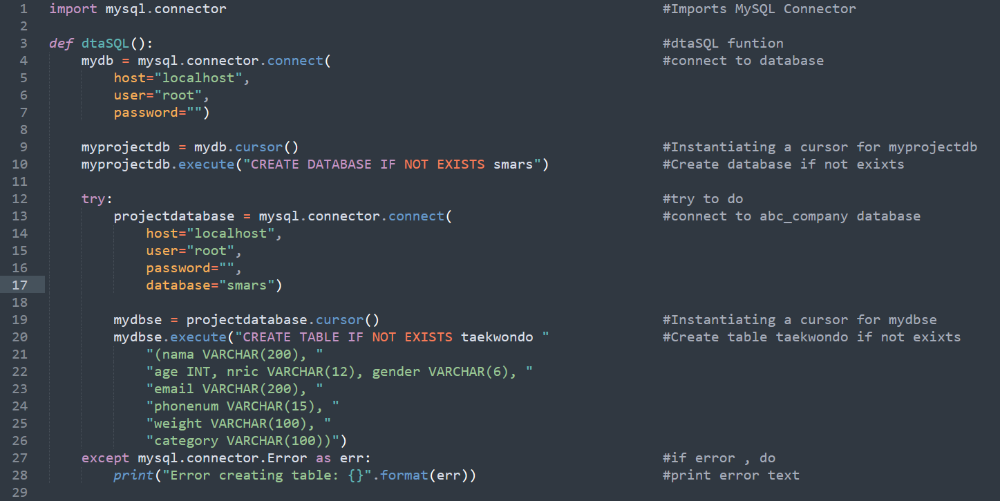 1 import mysql.connector #Imports MySQL Connector
2
3 def dtaSQL(): #dtaSQL funtion
4 mydb = mysql.connector.connect( #connect to database
5 host="localhost",
6 user="root",
7 password="")
8
9 myprojectdb = mydb.cursor() #Instantiating a cursor for myprojectdb
10 myprojectdb.execute("CREATE DATABASE IF NOT EXISTS smars") #Create database if not exixts
11
12 try: #try to do
13 projectdatabase = mysql.connector.connect( #connect to abc_company database
14 host="localhost",
15 user="root",
16 password="",
17 database="smars")
18
19 mydbse = projectdatabase.cursor() #Instantiating a cursor for mydbse
20 mydbse.execute("CREATE TABLE IF NOT EXISTS taekwondo " #Create table taekwondo if not exixts
21 "(nama VARCHAR(200), "
22 "age INT, nric VARCHAR(12), gender VARCHAR(6), "
23 "email VARCHAR(200), "
24 "phonenum VARCHAR(15), "
25 "weight VARCHAR(100), "
26 "category VARCHAR(100))")
27 except mysql.connector.Error as err: #if error , do
28 print("Error creating table: {}".format(err)) #print error text
29